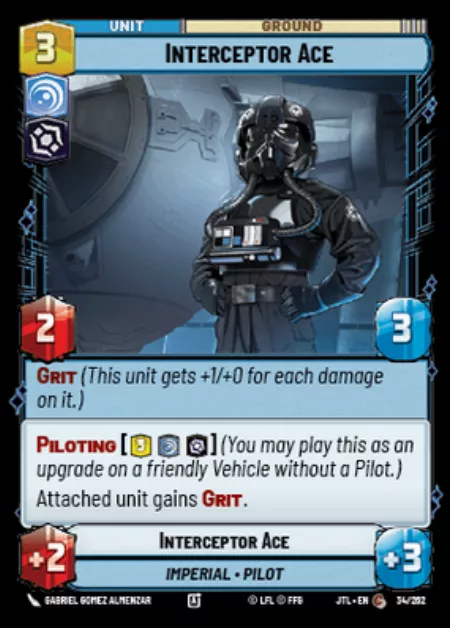 UNIT
GROUND
3
INTERCEPTOR ACE
2
3
GRIT (This unit gets +1/+0 for each damage
on it.)
PILOTING [3] (You may play this as an
upgrade on a friendly Vehicle without a Pilot.)
Attached unit gains GRIT.
INTERCEPTOR ACE
+2
+3
IMPERIAL • PILOT
GABRIEL GOMEZ ALMENZAR
A
© LFL © FFG
JTL • EN
C
34/262